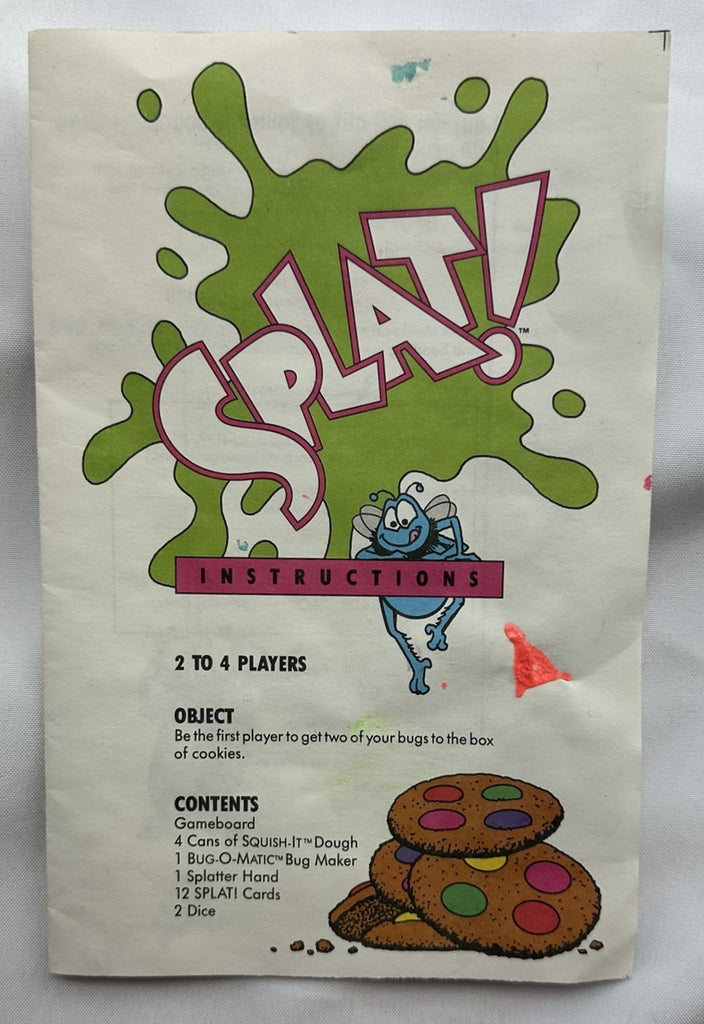 SPLAT!™
INSTRUCTIONS
2 TO 4 PLAYERS
OBJECT
Be the first player to get two of your bugs to the box
of cookies.
CONTENTS
Gameboard
4 Cans of SQUISH-IT™ Dough
1 BUG-O-MATIC™ Bug Maker
1 Splatter Hand
12 SPLAT! Cards
2 Dice